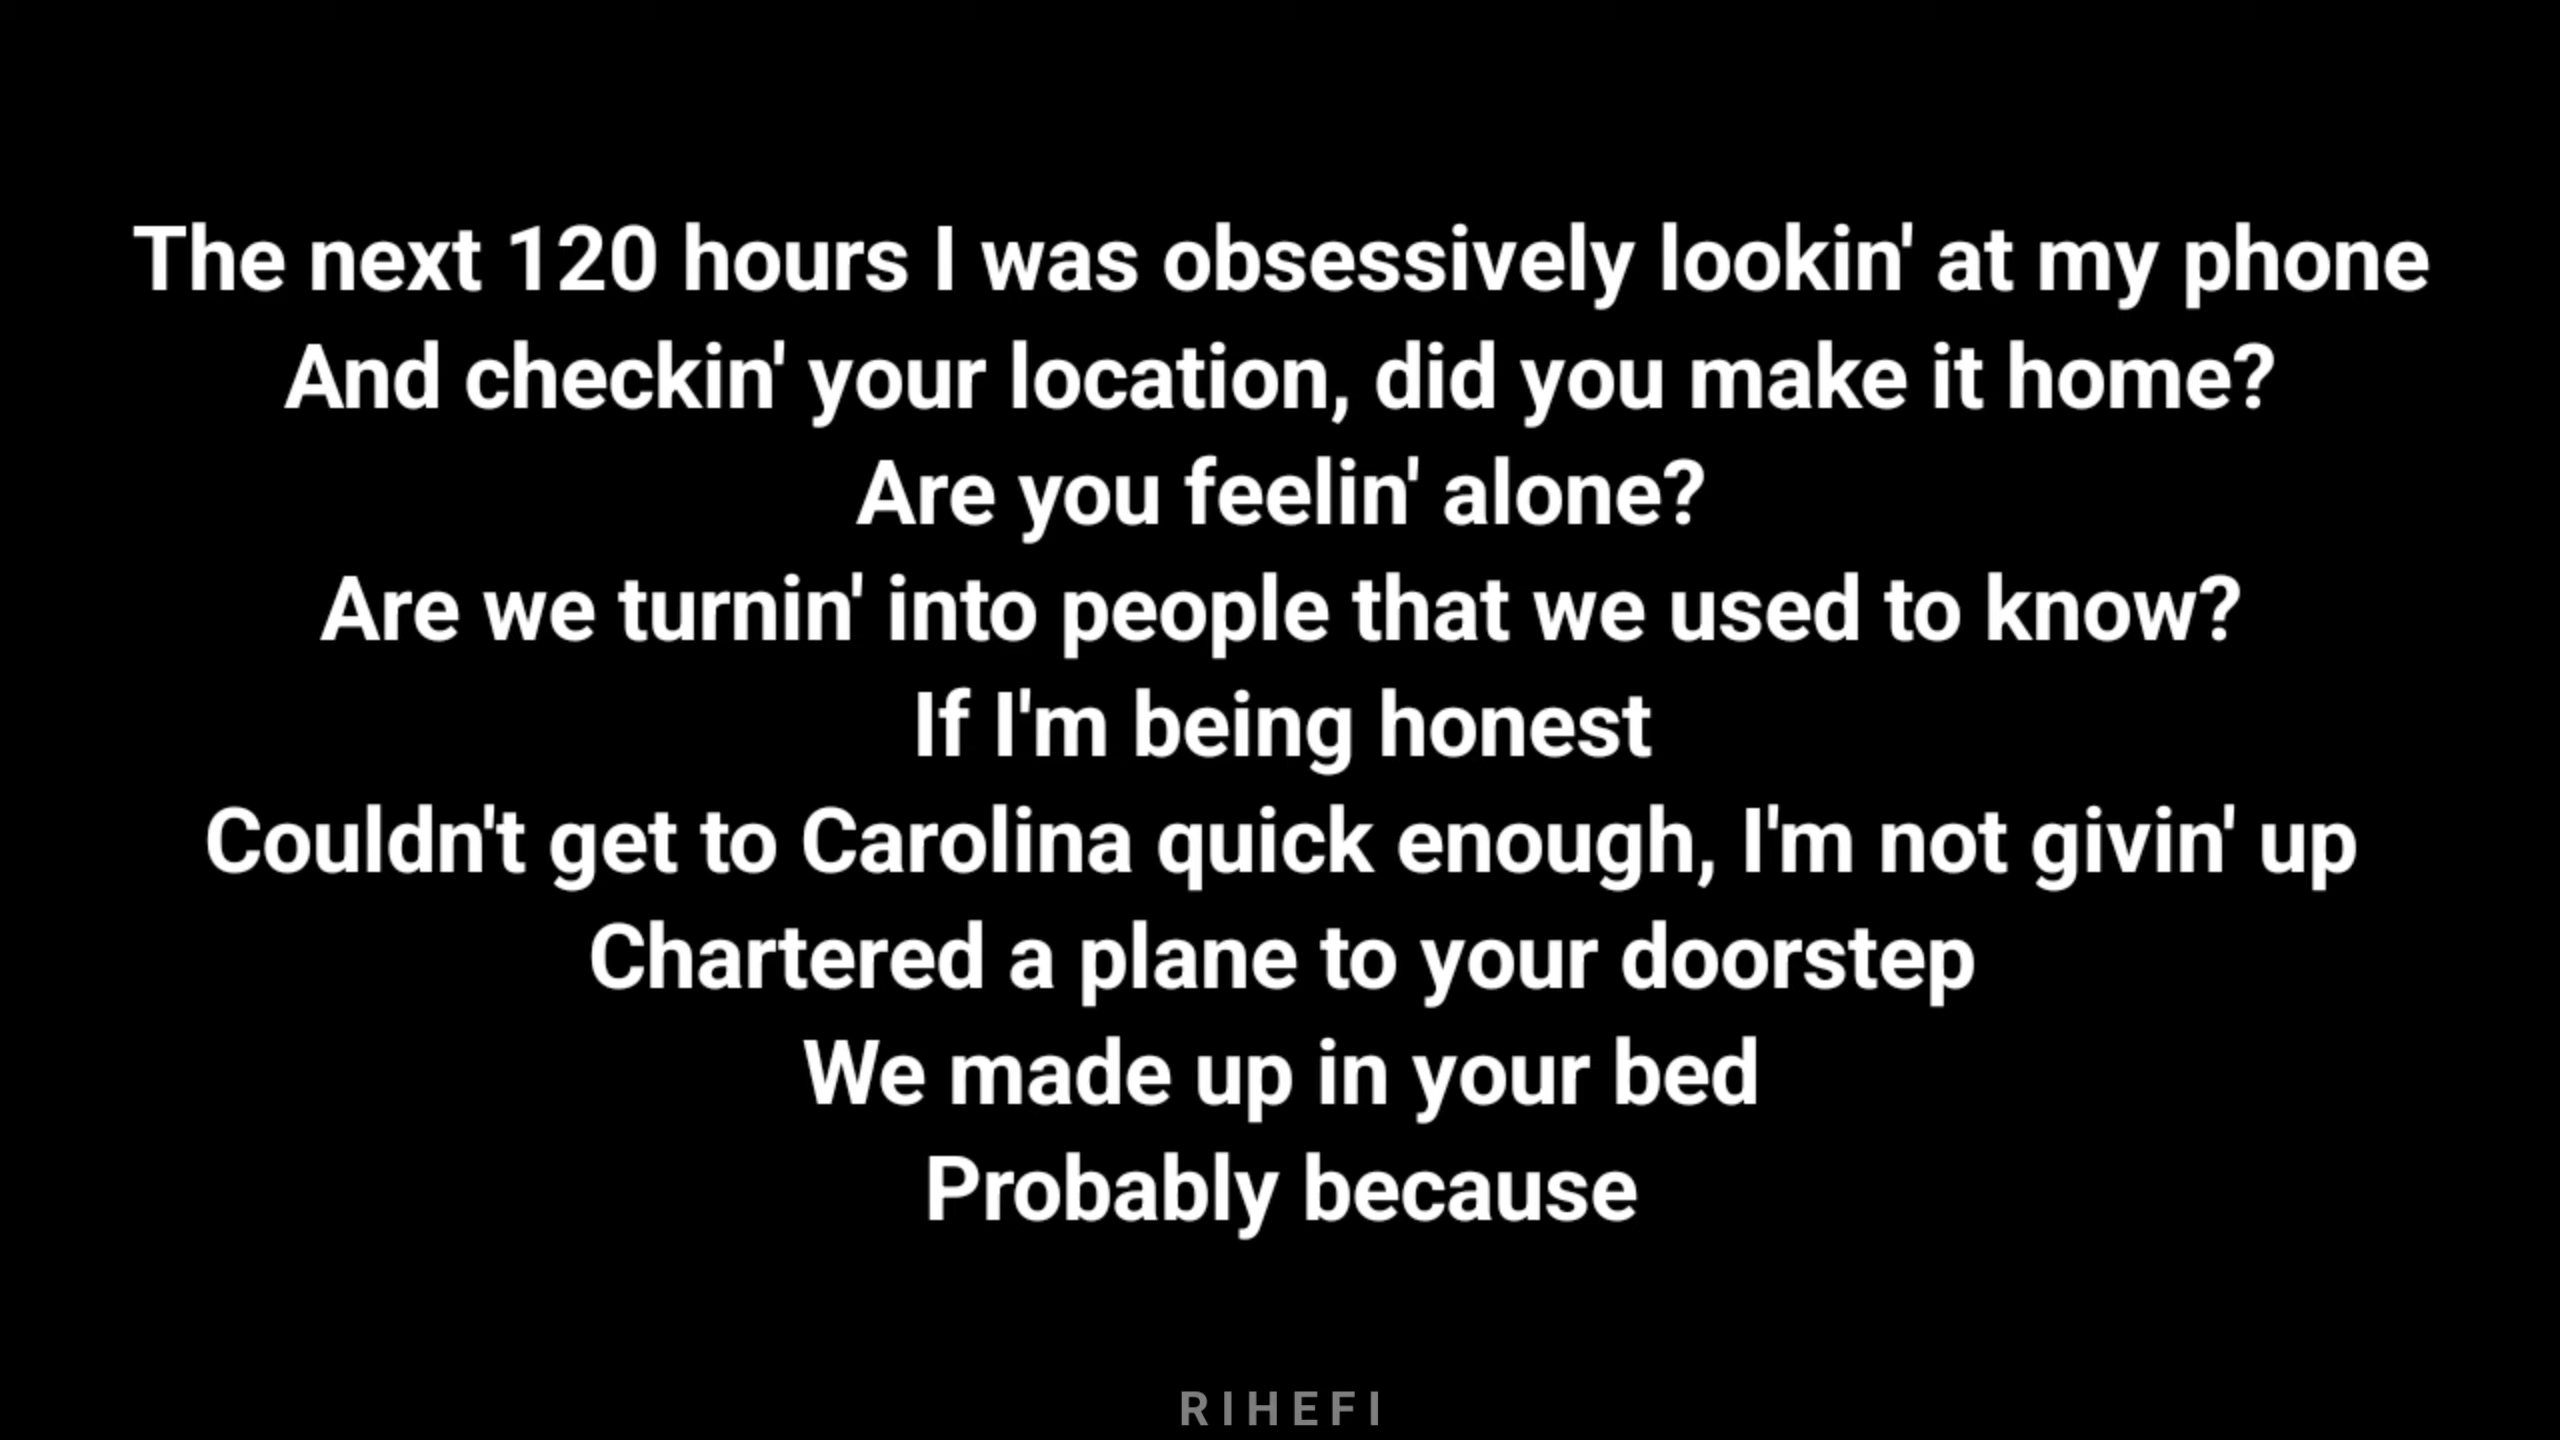 The next 120 hours I was obsessively lookin' at my phone
And checkin' your location, did you make it home?
Are you feelin' alone?
Are we turnin' into people that we used to know?
If I'm being honest
Couldn't get to Carolina quick enough, I'm not givin' up
Chartered a plane to your doorstep
We made up in your bed
Probably because
RIHEFI